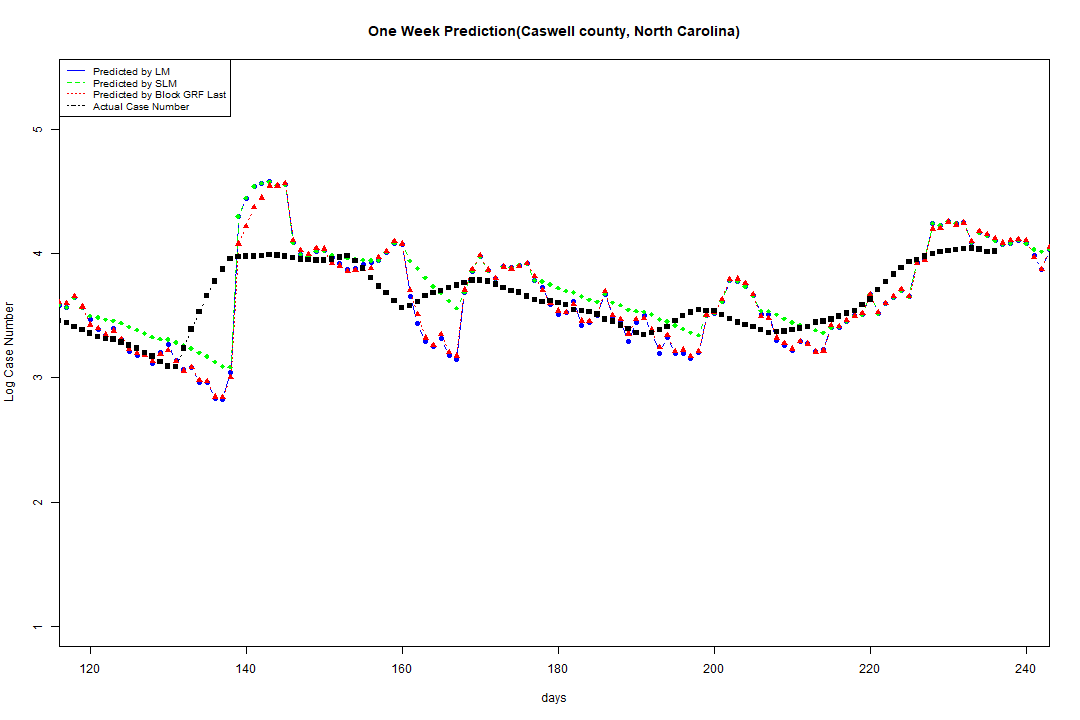 One Week Prediction(Caswell county, North Carolina)
Predicted by LM
Predicted by SLM
Predicted by Block GRF Last
Actual Case Number
5
4
3
2
1
Log Case Number
120 140 160 180 200 220 240
days